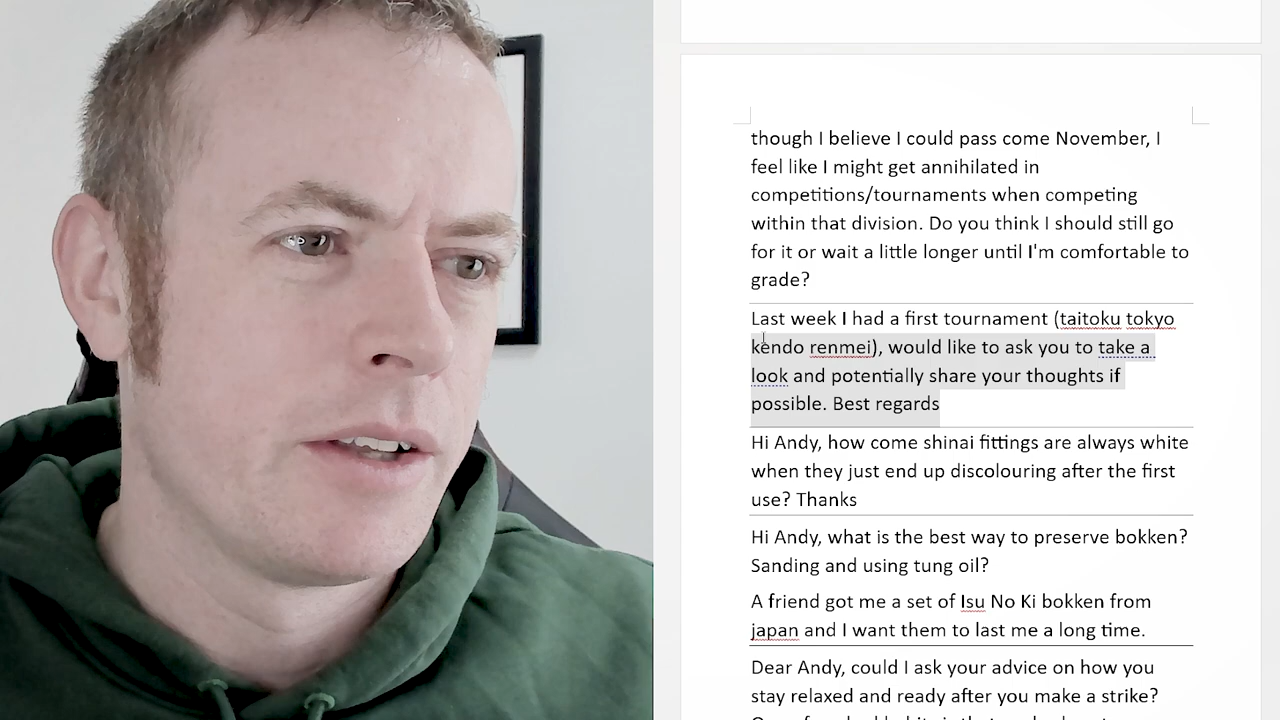 though I believe I could pass come November, I
feel like I might get annihilated in
competitions/tournaments when competing
within that division. Do you think I should still go
for it or wait a little longer until I'm comfortable to
grade?
Last week I had a first tournament (taitoku tokyo
kendo renmei), would like to ask you to take a
look and potentially share your thoughts if
possible. Best regards
Hi Andy, how come shinai fittings are always white
when they just end up discolouring after the first
use? Thanks
Hi Andy, what is the best way to preserve bokken?
Sanding and using tung oil?
A friend got me a set of Isu No Ki bokken from
japan and I want them to last me a long time.
Dear Andy, could I ask your advice on how you
stay relaxed and ready after you make a strike?